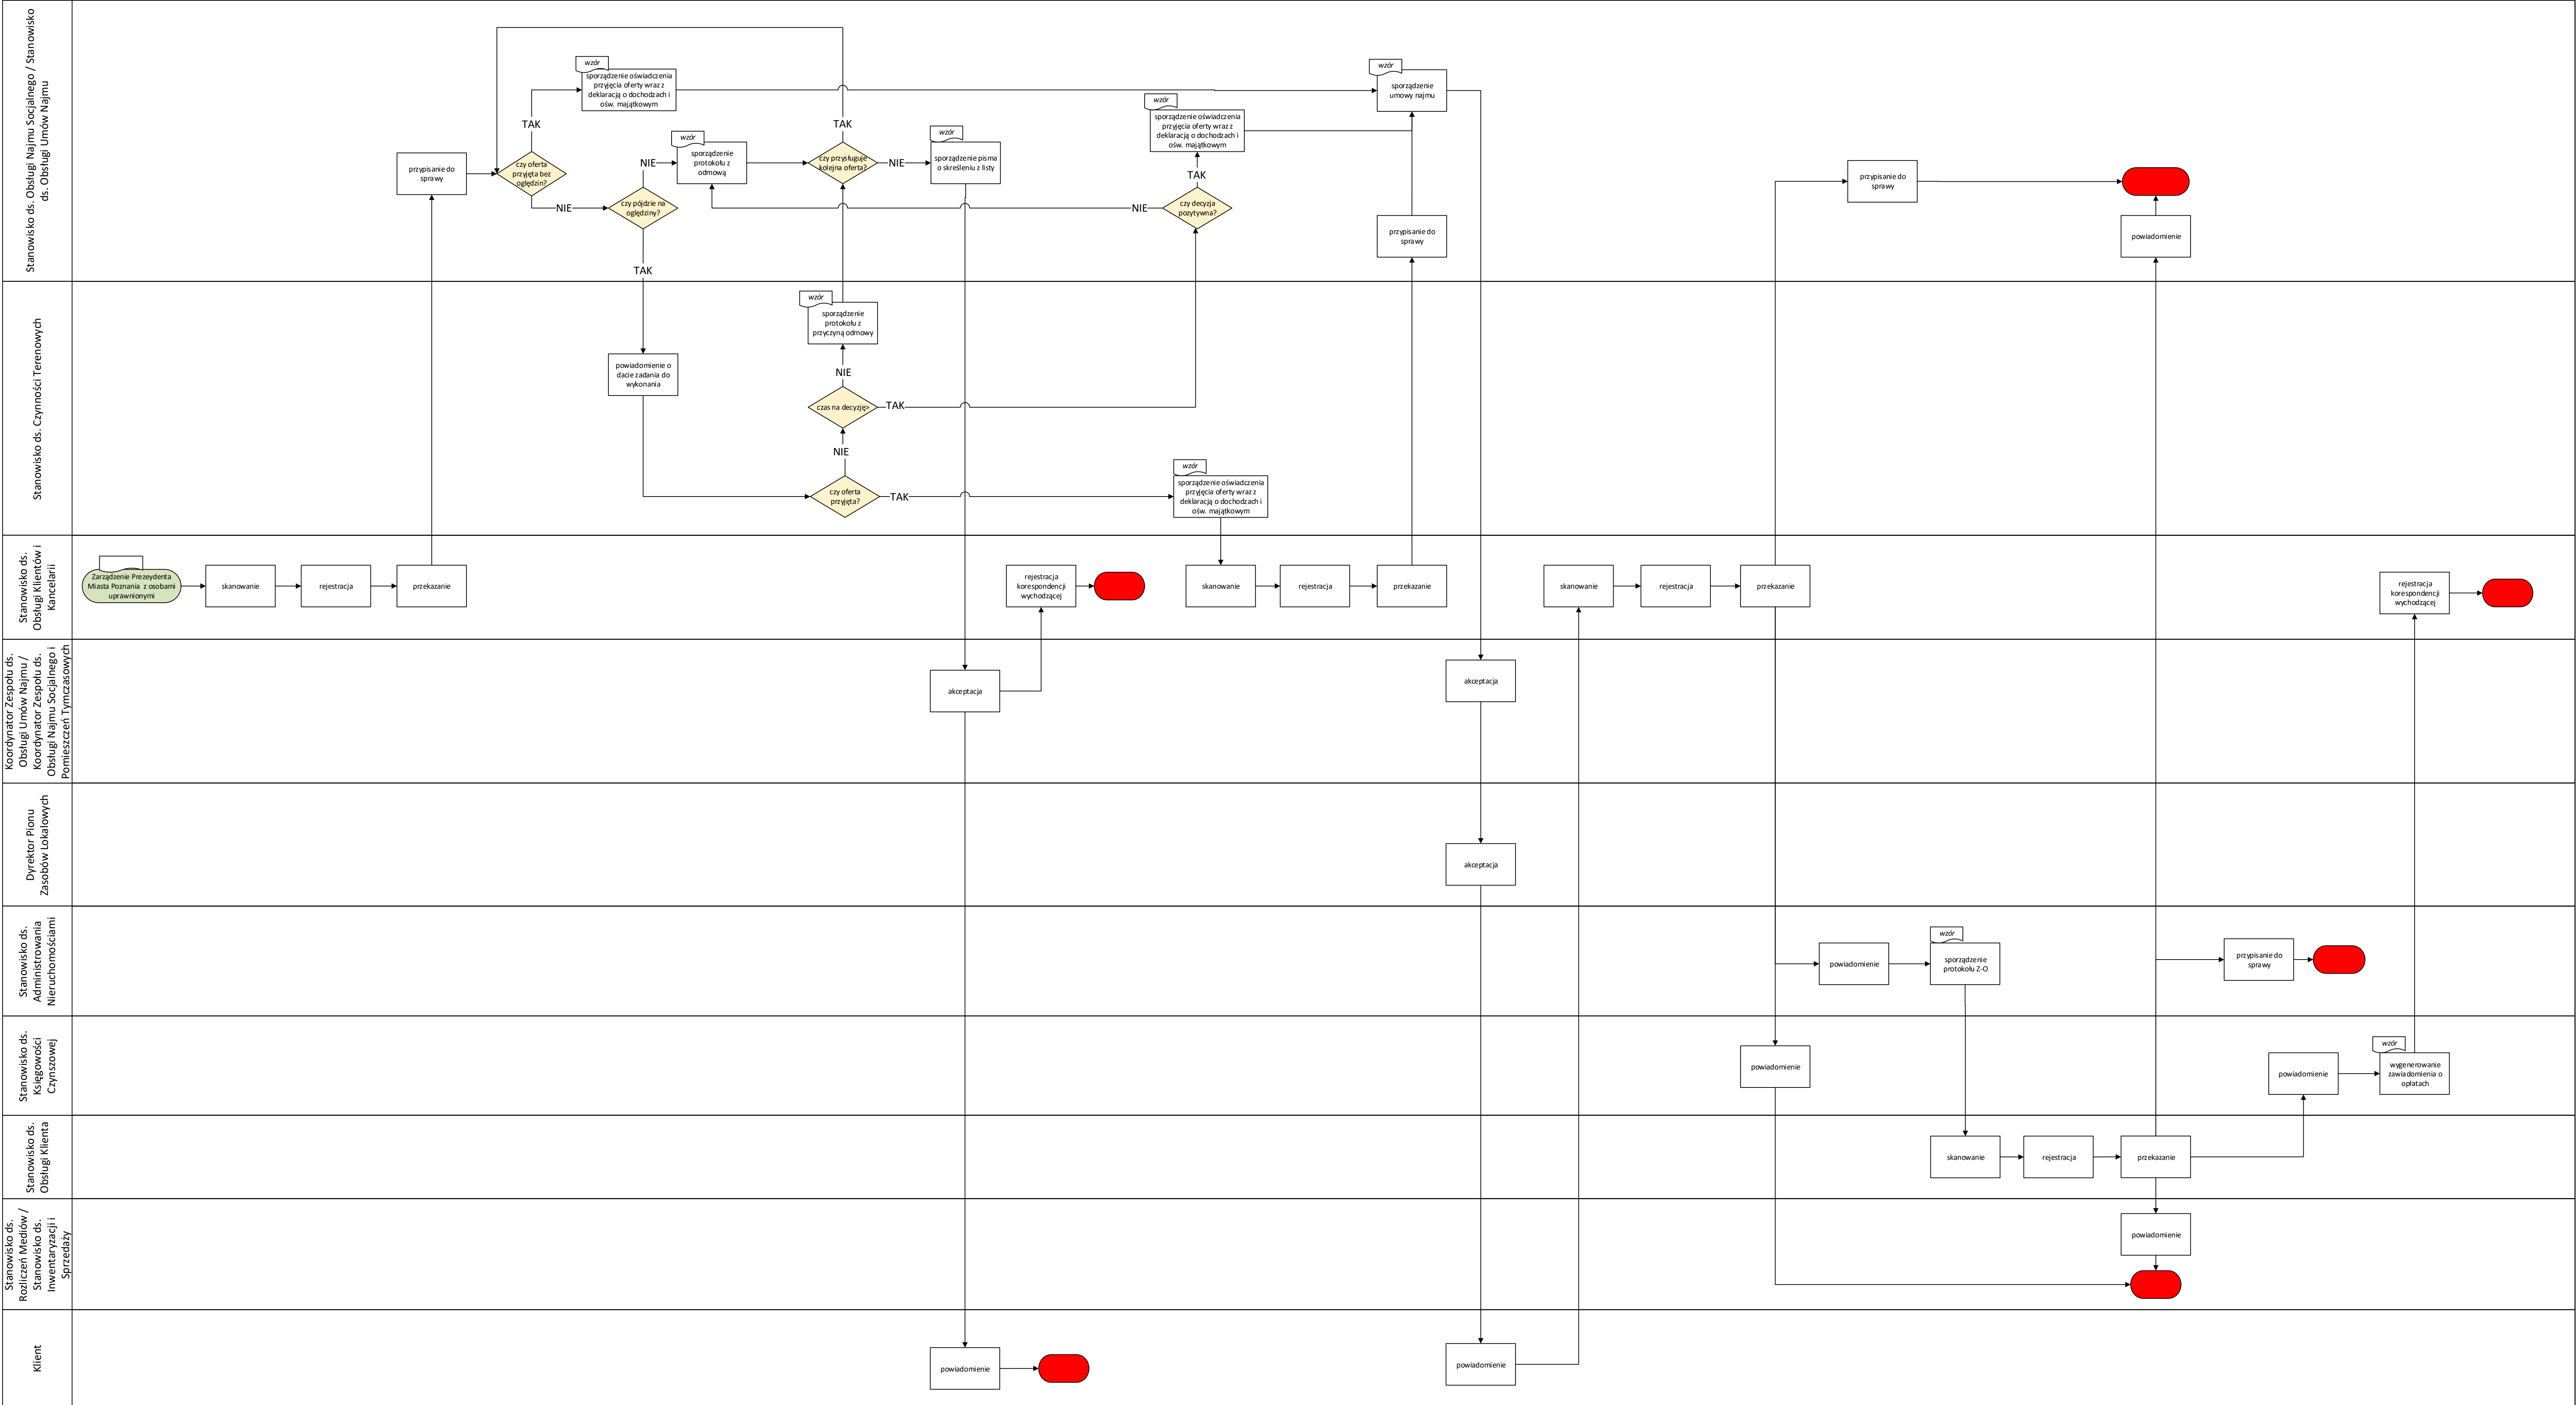 Stanowisko ds. Obsługi Najmu Socjalnego / Stanowisko
ds. Obsługi Umów Najmu
wzór
sporządzenie oświadczenia
przyjęcia oferty wraz z
deklaracją o dochodach i
ośw. majątkowym
TAK
przypisanie do
sprawy
czy oferta
przyjęta bez
oględzin?
NIE
czy pójdzie na
oględziny?
NIE
TAK
wzór
sporządzenie
protokołu z
odmową
TAK
czy przysługuje
kolejna oferta?
NIE
wzór
sporządzenie pisma
o skreśleniu z listy
wzór
sporządzenie oświadczenia
przyjęcia oferty wraz z
deklaracją o dochodach i
ośw. majątkowym
TAK
NIE
czy decyzja
pozytywna?
wzór
sporządzenie
umowy najmu
przypisanie do
sprawy
przypisanie do
sprawy
powiadomienie
Stanowisko ds. Czynności Terenowych
powiadomienie o
dacie zadania do
wykonania
wzór
sporządzenie
protokołu z
przyczyną odmowy
NIE
czas na decyzję>
TAK
NIE
czy oferta
przyjęta?
TAK
wzór
sporządzenie oświadczenia
przyjęcia oferty wraz z
deklaracją o dochodach i
ośw. majątkowym
Stanowisko ds.
Obsługi Klientów i
Kancelarii
Zarządzenie Prezeydenta
Miasta Poznania  z osobami
uprawnionymi
skanowanie
rejestracja
przekazanie
rejestracja
korespondencji
wychodzącej
skanowanie
rejestracja
przekazanie
skanowanie
rejestracja
przekazanie
rejestracja
korespondencji
wychodzącej
Koordynator Zespołu ds.
Obsługi Umów Najmu /
Koordynator Zespołu ds.
Obsługi Najmu Socjalnego i
Pomieszczeń Tymczasowych
akceptacja
akceptacja
Dyrektor Pionu
Zasobów Lokalowych
akceptacja
Stanowisko ds.
Administrowania
Nieruchomościami
powiadomienie
wzór
sporządzenie
protokołu Z-O
przypisanie do
sprawy
Stanowisko ds.
Księgowości
Czynszowej
powiadomienie
powiadomienie
wzór
wygenerowanie
zawiadomienia o
opłatach
Stanowisko ds.
Obsługi Klienta
skanowanie
rejestracja
przekazanie
Stanowisko ds.
Rozliczeń Mediów /
Stanowisko ds.
Inwentaryzacji i
Sprzedaży
powiadomienie
Klient
powiadomienie
powiadomienie